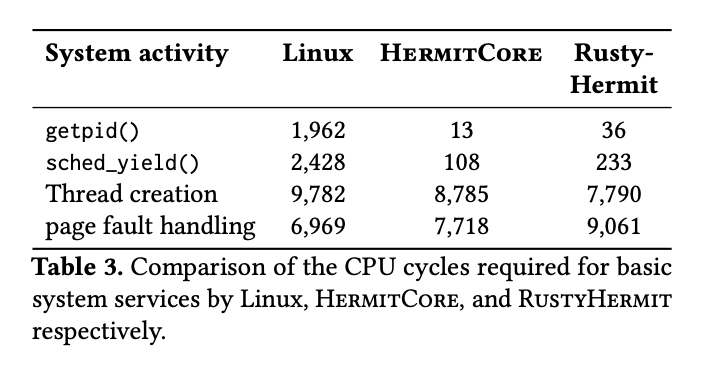 System activity Linux HERMITCORE Rusty-
Hermit
getpid() 1,962 13 36
sched_yield() 2,428 108 233
Thread creation 9,782 8,785 7,790
page fault handling 6,969 7,718 9,061
Table 3. Comparison of the CPU cycles required for basic
system services by Linux, HERMITCORE, and RUSTYHERMIT
respectively.